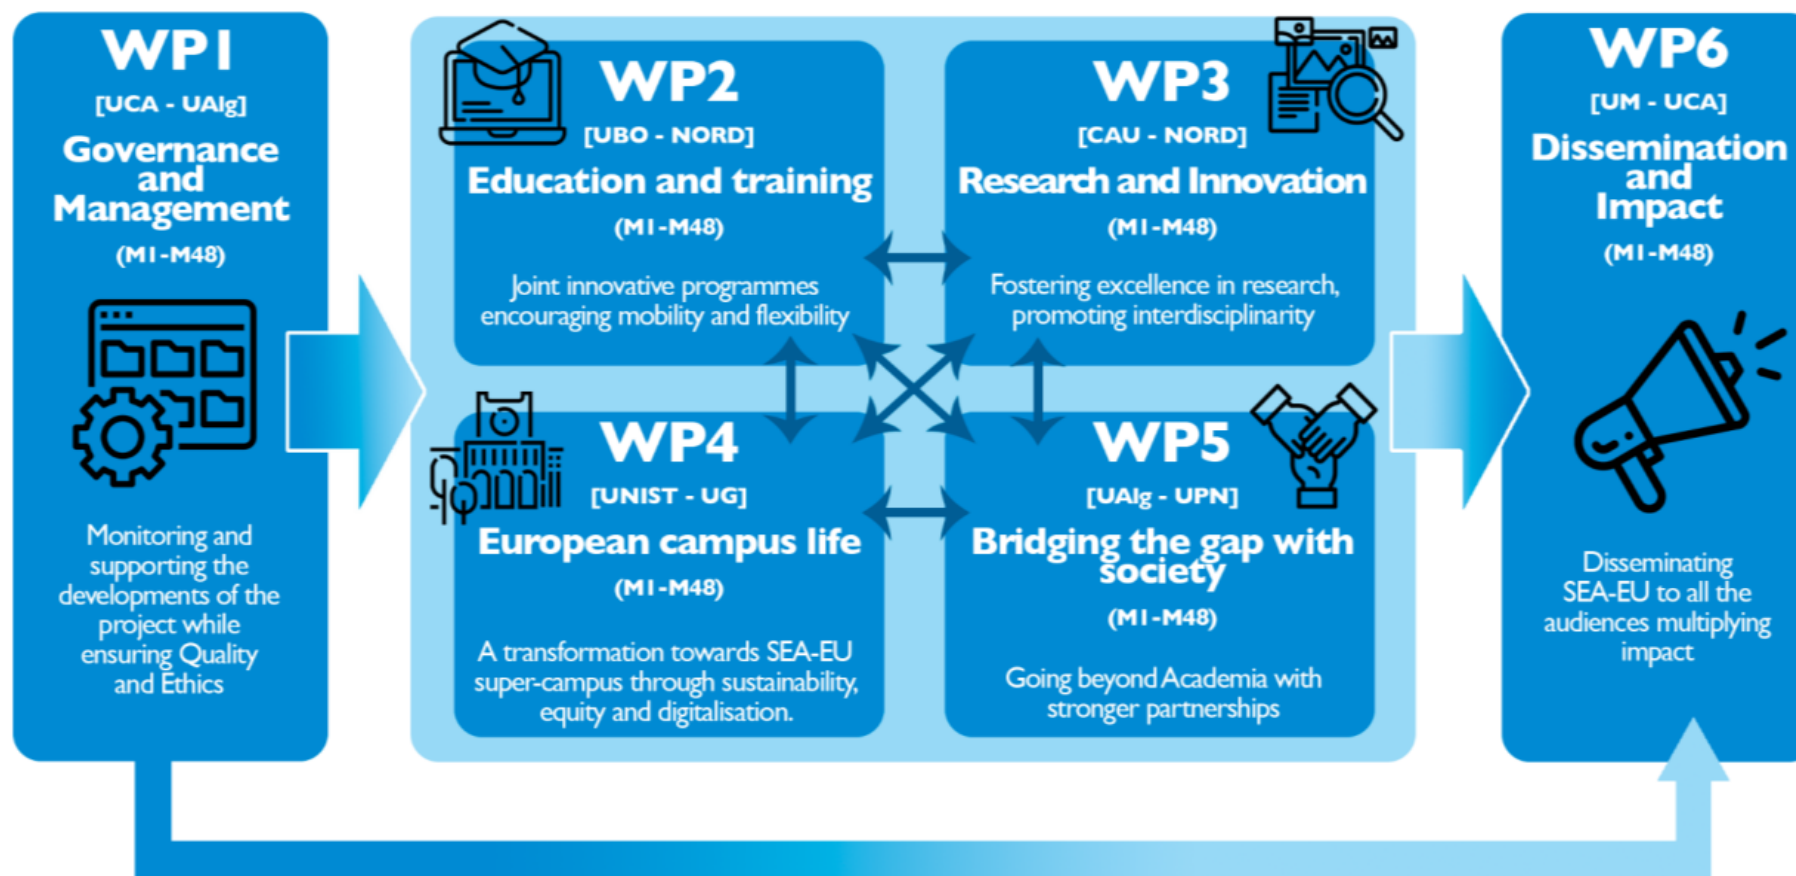 WP1
[UCA - UAlg]
Governance
and
Management
(M1-M48)
Monitoring and
supporting the
developments of the
project while
ensuring Quality
and Ethics
WP2
[UBO - NORD]
Education and training
(M1-M48)
Joint innovative programmes
encouraging mobility and flexibility
WP3
[CAU - NORD]
Research and Innovation
(M1-M48)
Fostering excellence in research,
promoting interdisciplinarity
WP4
[UNIST - UG]
European campus life
(M1-M48)
A transformation towards SEA-EU
super-campus through sustainability,
equity and digitalisation.
WP5
[UAlg - UPN]
Bridging the gap with
society
(M1-M48)
Going beyond Academia with
stronger partnerships
WP6
[UM - UCA]
Dissemination
and
Impact
(M1-M48)
Disseminating
SEA-EU to all the
audiences multiplying
impact